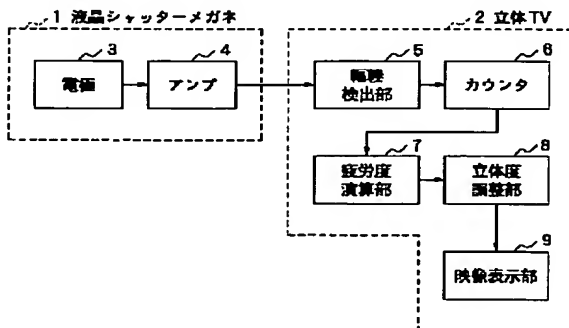 1 液晶シャッターメガネ
2 立体TV
3
電極
4
アンプ
5
輻輳
検出部
6
カウンタ
7
疲労度
演算部
8
立体度
調整部
9
映像表示部